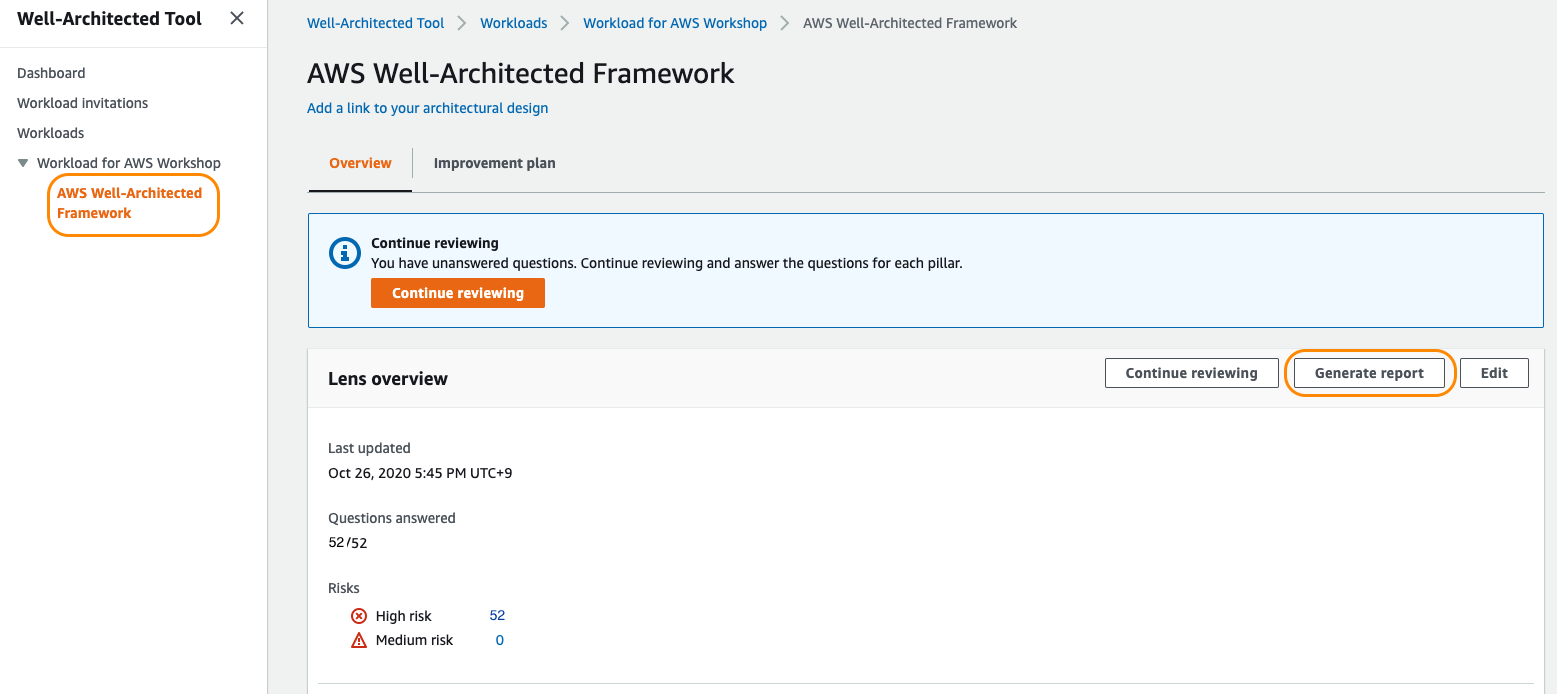 Well-Architected Tool
Dashboard
Workload invitations
Workloads
Workload for AWS Workshop
AWS Well-Architected
Framework
Well-Architected Tool > Workloads > Workload for AWS Workshop > AWS Well-Architected Framework
AWS Well-Architected Framework
Add a link to your architectural design
Overview
Improvement plan
Continue reviewing
You have unanswered questions. Continue reviewing and answer the questions for each pillar.
Continue reviewing
Lens overview
Continue reviewing
Generate report
Edit
Last updated
Oct 26, 2020 5:45 PM UTC+9
Questions answered
52/52
Risks
High risk 52
Medium risk 0